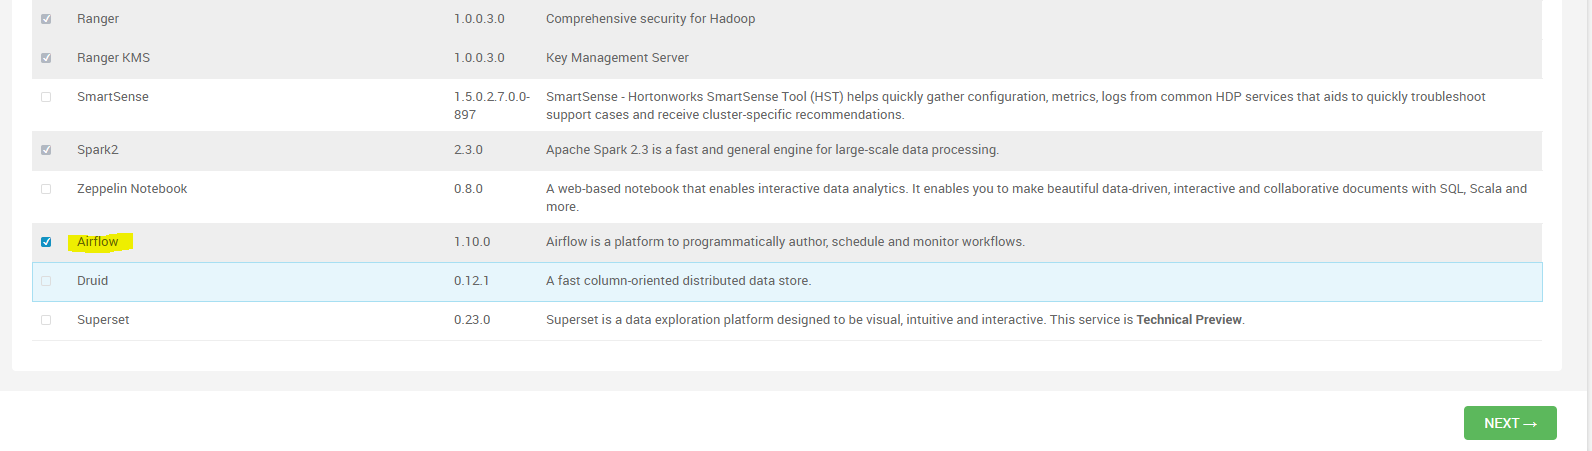 Ranger 1.0.0.3.0 Comprehensive security for Hadoop
Ranger KMS 1.0.0.3.0 Key Management Server
SmartSense 1.5.0.2.7.0.0- SmartSense - Hortonworks SmartSense Tool (HST) helps quickly gather configuration, metrics, logs from common HDP services that aids to quickly troubleshoot
897 support cases and receive cluster-specific recommendations.
Spark2 2.3.0 Apache Spark 2.3 is a fast and general engine for large-scale data processing.
Zeppelin Notebook 0.8.0 A web-based notebook that enables interactive data analytics. It enables you to make beautiful data-driven, interactive and collaborative documents with SQL, Scala and
more.
Airflow 1.10.0 Airflow is a platform to programmatically author, schedule and monitor workflows.
Druid 0.12.1 A fast column-oriented distributed data store.
Superset 0.23.0 Superset is a data exploration platform designed to be visual, intuitive and interactive. This service is Technical Preview.
NEXT →